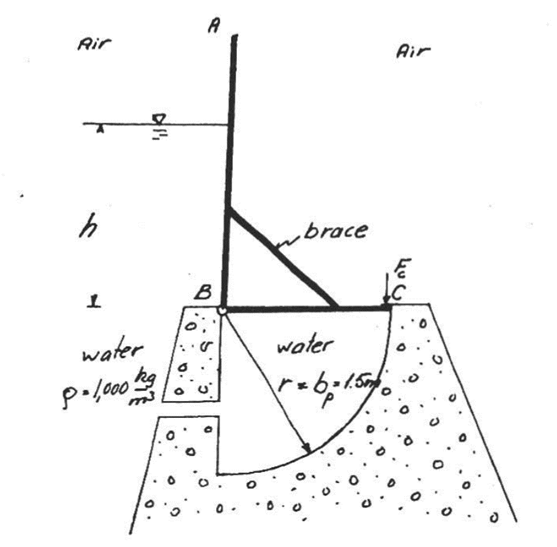 A
Air
Air
h
brace
B
F_c
C
water
ρ = 1,000 kg/m³
water
r = b_p = 1.5m